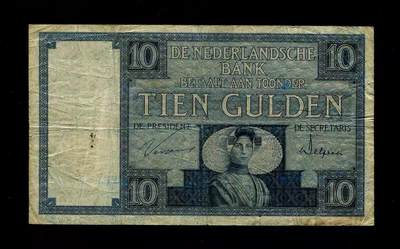 10 DE NEDERLANDSCHE 10
BANK
BETAALT AAN TOONDER
TIEN GULDEN
DE PRESIDENT DE SECRETARIS
10 10